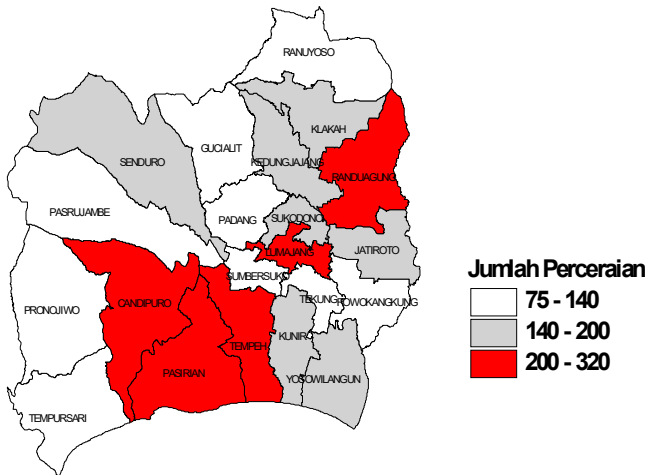 RANUYOSO
KLAKAH
GUCIALIT
SENDURO
KEDUNGJAJANG
RANDUAGUNG
PASRUJAMBE
PADANG
SUKODONO
LUMAJANG
JATIROTO
SUMBERSUKO
TEKUNG
ROWOKANGKUNG
PRONOJIWO
CANDIPURO
KUNIR
TEMPEH
PASIRIAN
YOSOWILANGUN
TEMPURSARI
Jumlah Perceraian
75 - 140
140 - 200
200 - 320